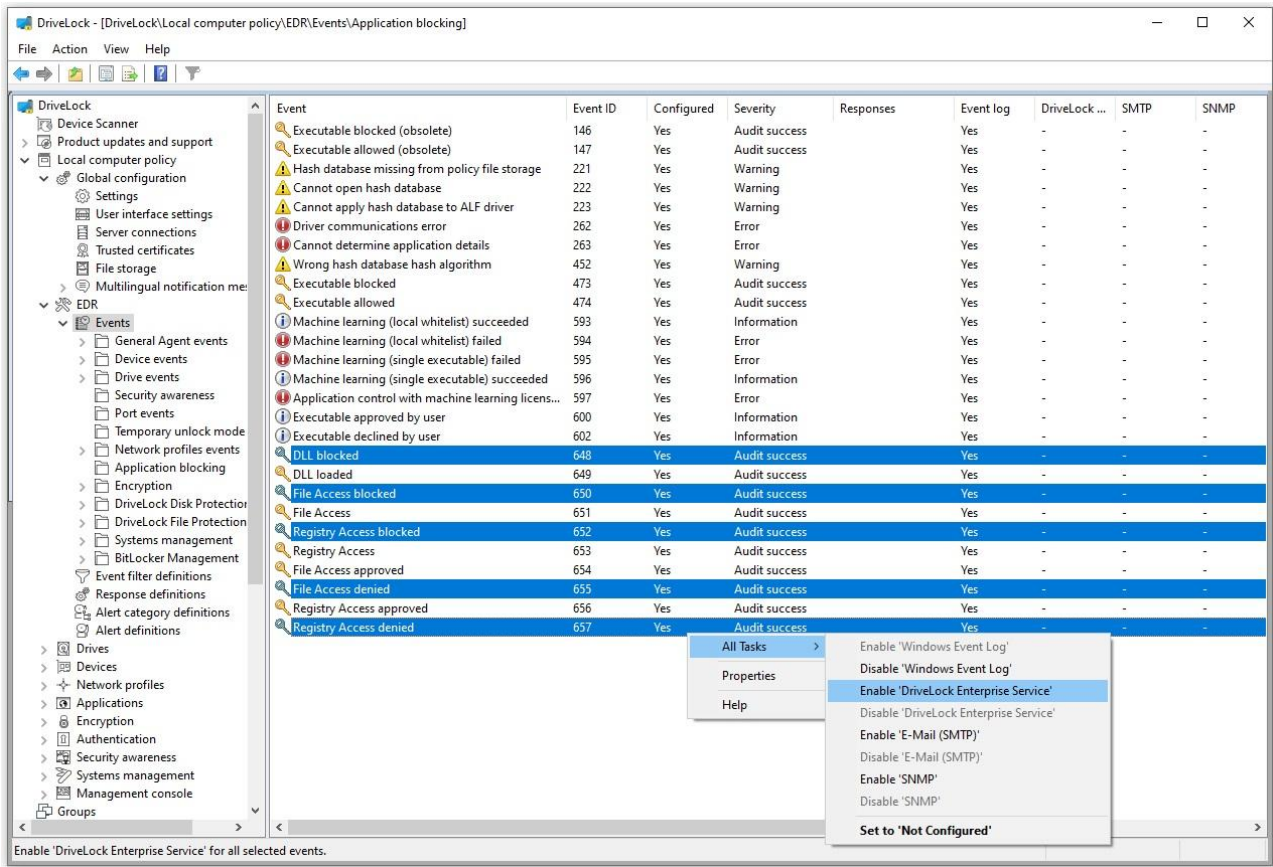 DriveLock - [DriveLock\Local computer policy\EDR\Events\Application blocking]
File Action View Help
DriveLock
Device Scanner
Product updates and support
Local computer policy
Global configuration
Settings
User interface settings
Server connections
Trusted certificates
File storage
Multilingual notification me
EDR
Events
General Agent events
Device events
Drive events
Security awareness
Port events
Temporary unlock mode
Network profiles events
Application blocking
Encryption
DriveLock Disk Protection
DriveLock File Protection
Systems management
BitLocker Management
Event filter definitions
Response definitions
Alert category definitions
Alert definitions
Drives
Devices
Network profiles
Applications
Encryption
Authentication
Security awareness
Systems management
Management console
Groups
Event Event ID Configured Severity Responses Event log DriveLock ... SMTP SNMP
Executable blocked (obsolete) 146 Yes Audit success Yes - - -
Executable allowed (obsolete) 147 Yes Audit success Yes - - -
Hash database missing from policy file storage 221 Yes Warning Yes - - -
Cannot open hash database 222 Yes Warning Yes - - -
Cannot apply hash database to ALF driver 223 Yes Warning Yes - - -
Driver communications error 262 Yes Error Yes - - -
Cannot determine application details 263 Yes Error Yes - - -
Wrong hash database hash algorithm 452 Yes Warning Yes - - -
Executable blocked 473 Yes Audit success Yes - - -
Executable allowed 474 Yes Audit success Yes - - -
Machine learning (local whitelist) succeeded 593 Yes Information Yes - - -
Machine learning (local whitelist) failed 594 Yes Error Yes - - -
Machine learning (single executable) failed 595 Yes Error Yes - - -
Machine learning (single executable) succeeded 596 Yes Information Yes - - -
Application control with machine learning licens... 597 Yes Error Yes - - -
Executable approved by user 600 Yes Information Yes - - -
Executable declined by user 602 Yes Information Yes - - -
DLL blocked 648 Yes Audit success Yes - - -
DLL loaded 649 Yes Audit success Yes - - -
File Access blocked 650 Yes Audit success Yes - - -
File Access 651 Yes Audit success Yes - - -
Registry Access blocked 652 Yes Audit success Yes - - -
Registry Access 653 Yes Audit success Yes - - -
File Access approved 654 Yes Audit success Yes - - -
File Access denied 655 Yes Audit success Yes - - -
Registry Access approved 656 Yes Audit success Yes - - -
Registry Access denied 657 Yes Audit success Yes - - -
All Tasks
Properties
Help
Enable 'Windows Event Log'
Disable 'Windows Event Log'
Enable 'DriveLock Enterprise Service'
Disable 'DriveLock Enterprise Service'
Enable 'E-Mail (SMTP)'
Disable 'E-Mail (SMTP)'
Enable 'SNMP'
Disable 'SNMP'
Set to 'Not Configured'
Enable 'DriveLock Enterprise Service' for all selected events.